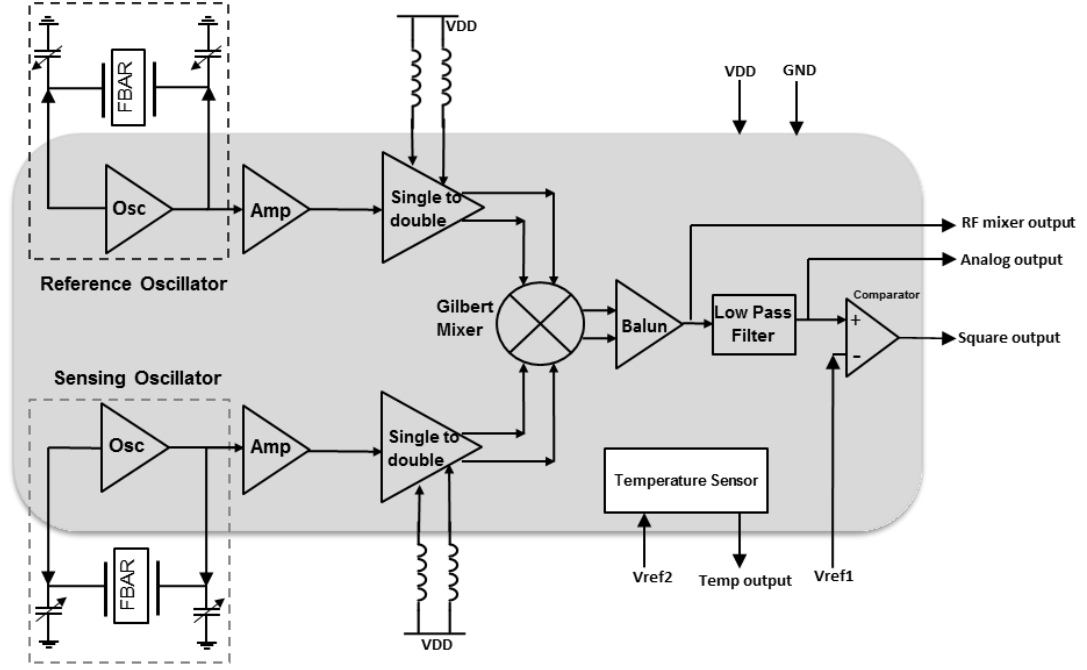 VDD
FBAR
VDD
GND
Osc
Amp
Single to
double
RF mixer output
Reference Oscillator
Analog output
Gilbert
Mixer
Comparator
Balun
Low Pass
Filter
+
-
Square output
Sensing Oscillator
Osc
Amp
Single to
double
Temperature Sensor
FBAR
Vref2
Temp output
Vref1
VDD